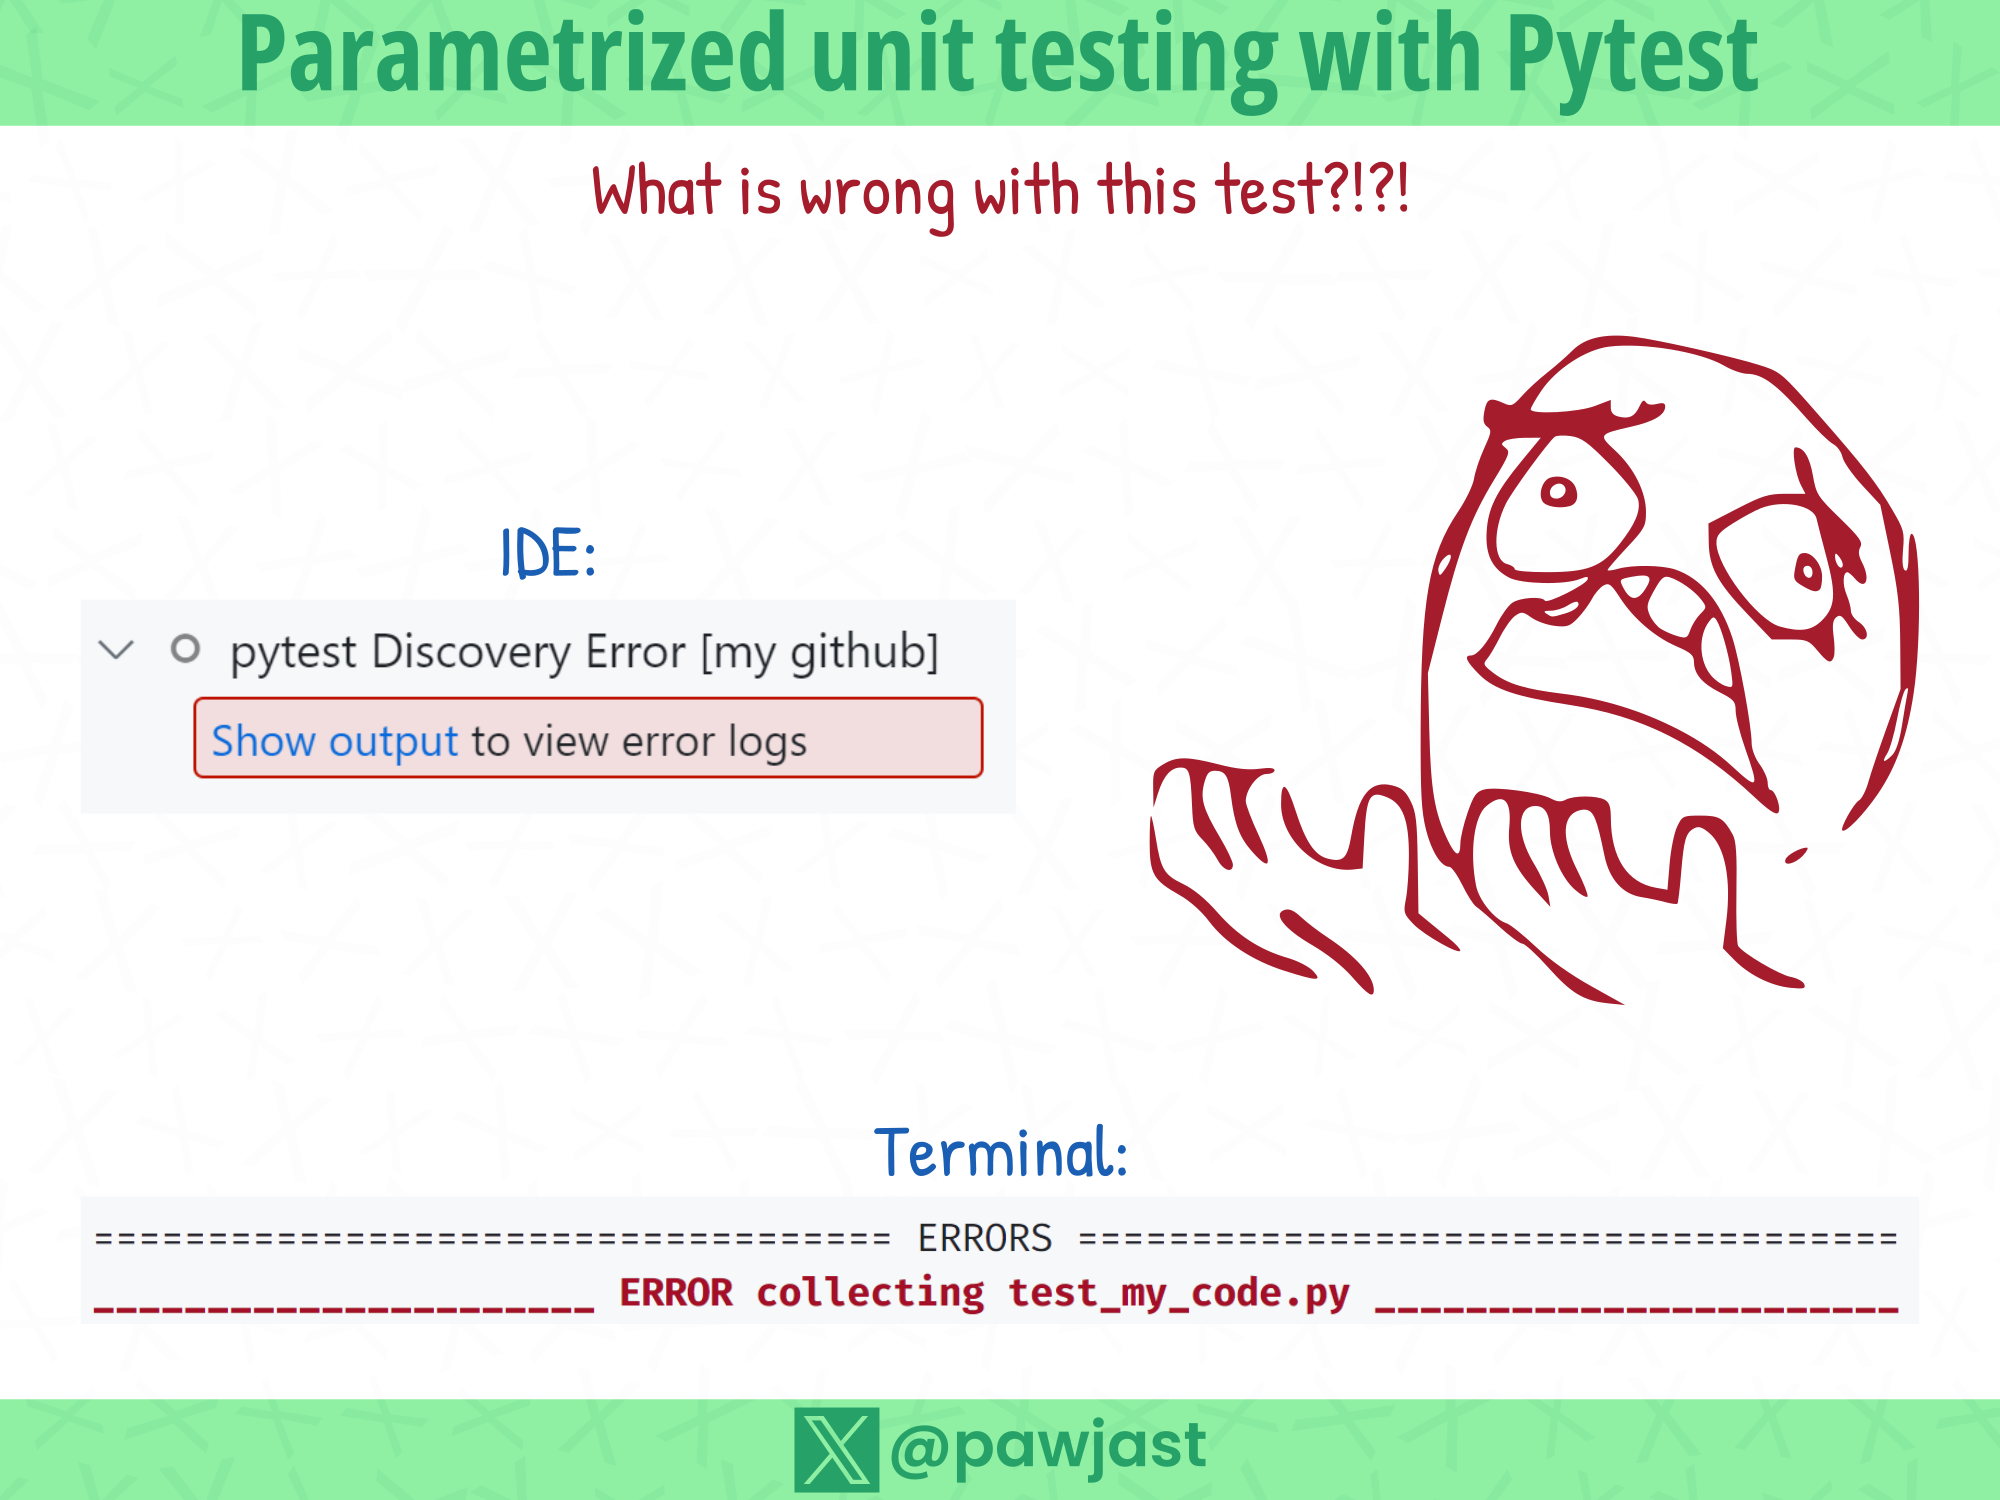 Parametrized unit testing with Pytest
What is wrong with this test?!?!
IDE:
pytest Discovery Error [my github]
Show output to view error logs
Terminal:
=================================== ERRORS ====================================
______________________ ERROR collecting test_my_code.py _______________________
@pawjast